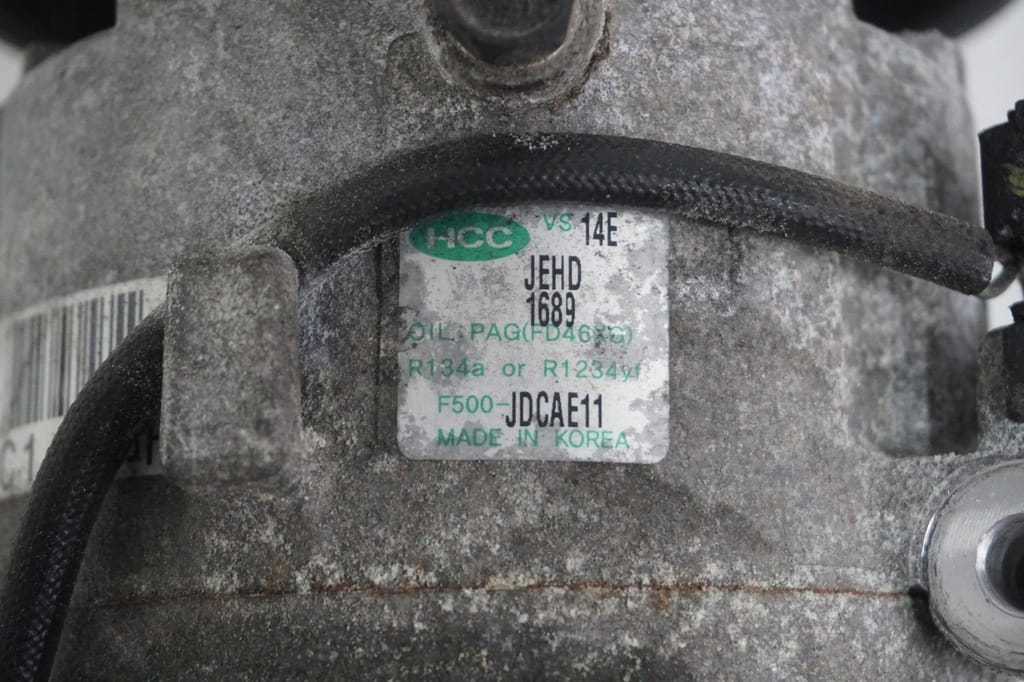 HCC VS 14E
JEHD
1689
OIL: PAG(FD46XG)
R134a or R1234yf
F500-JDCAE11
MADE IN KOREA